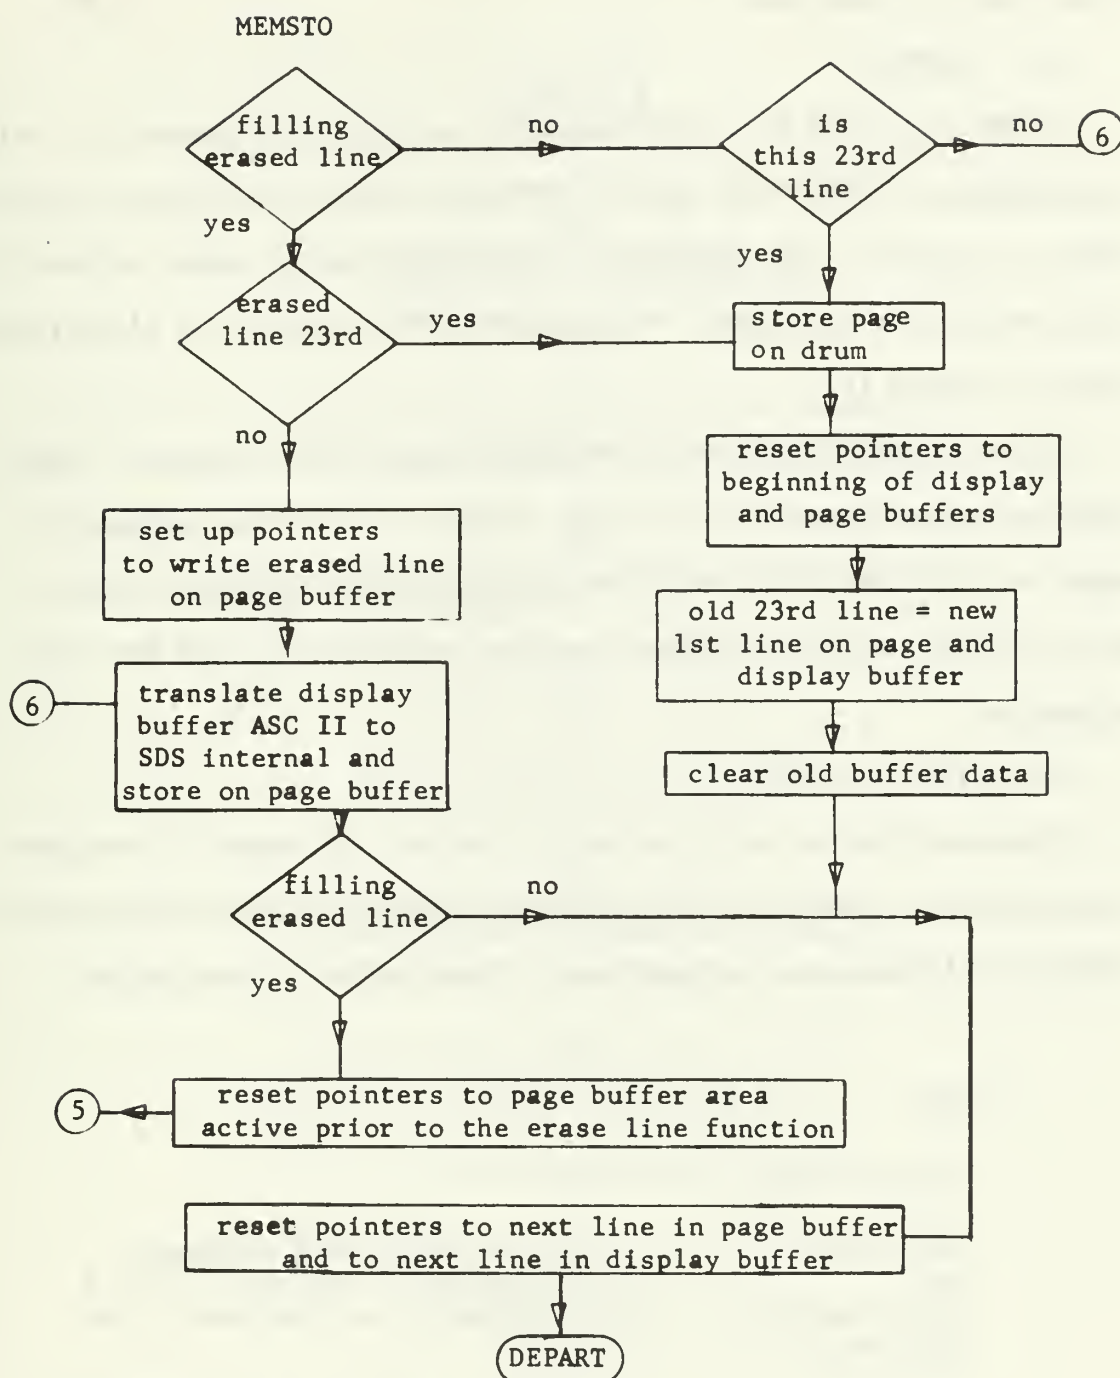 MEMSTO
filling
erased line
no
is
this 23rd
line
no
6
yes
yes
erased
line 23rd
yes
store page
on drum
no
reset pointers to
beginning of display
and page buffers
set up pointers
to write erased line
on page buffer
old 23rd line = new
1st line on page and
display buffer
6
translate display
buffer ASC II to
SDS internal and
store on page buffer
clear old buffer data
filling
erased line
no
yes
5
reset pointers to page buffer area
active prior to the erase line function
reset pointers to next line in page buffer
and to next line in display buffer
DEPART